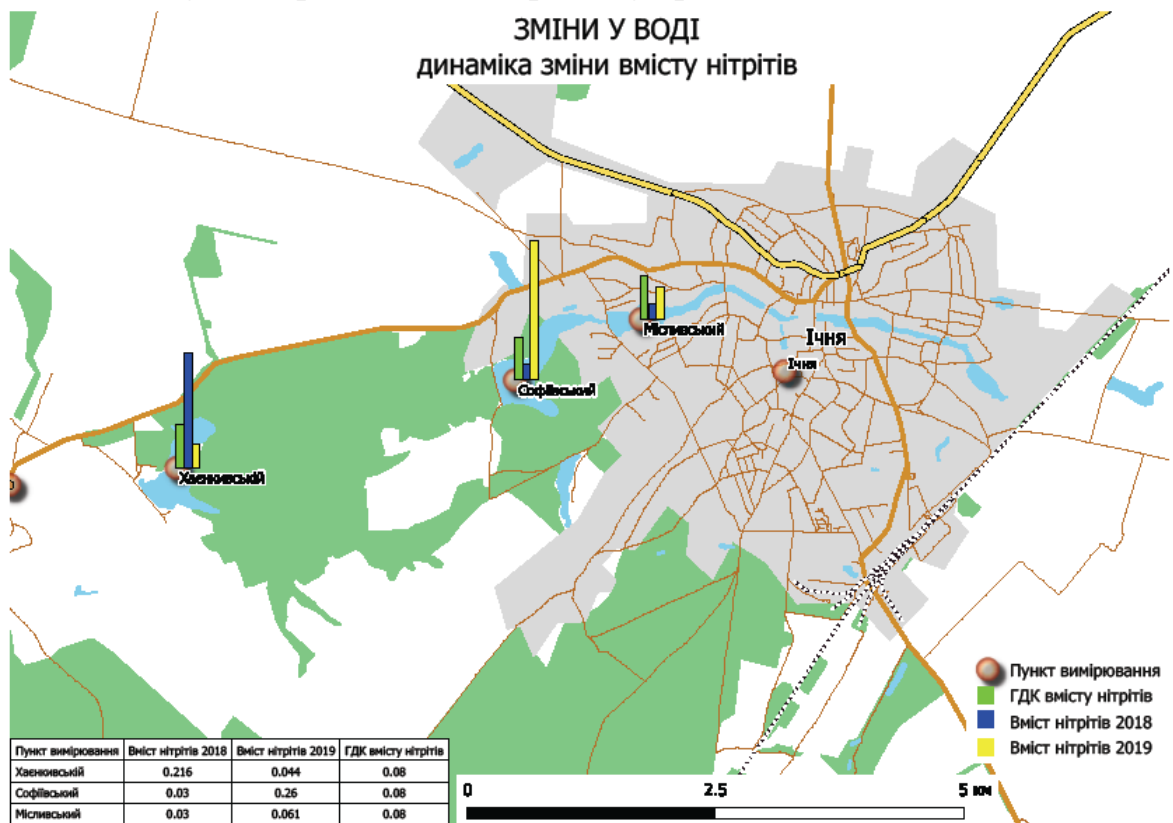 ЗМІНИ У ВОДІ
динаміка зміни вмісту нітрітів
Місливський
Ічня
Ічня
Софіївський
Хаєнкивській
Пункт вимірювання
ГДК вмісту нітрітів
Вміст нітрітів 2018
Вміст нітрітів 2019
Пункт вимірювання Вміст нітрітів 2018 Вміст нітрітів 2019 ГДК вмісту нітрітів
Хаєнкивській 0.216 0.044 0.08
Софіївський 0.03 0.26 0.08
Місливський 0.03 0.061 0.08
0 2.5 5 км